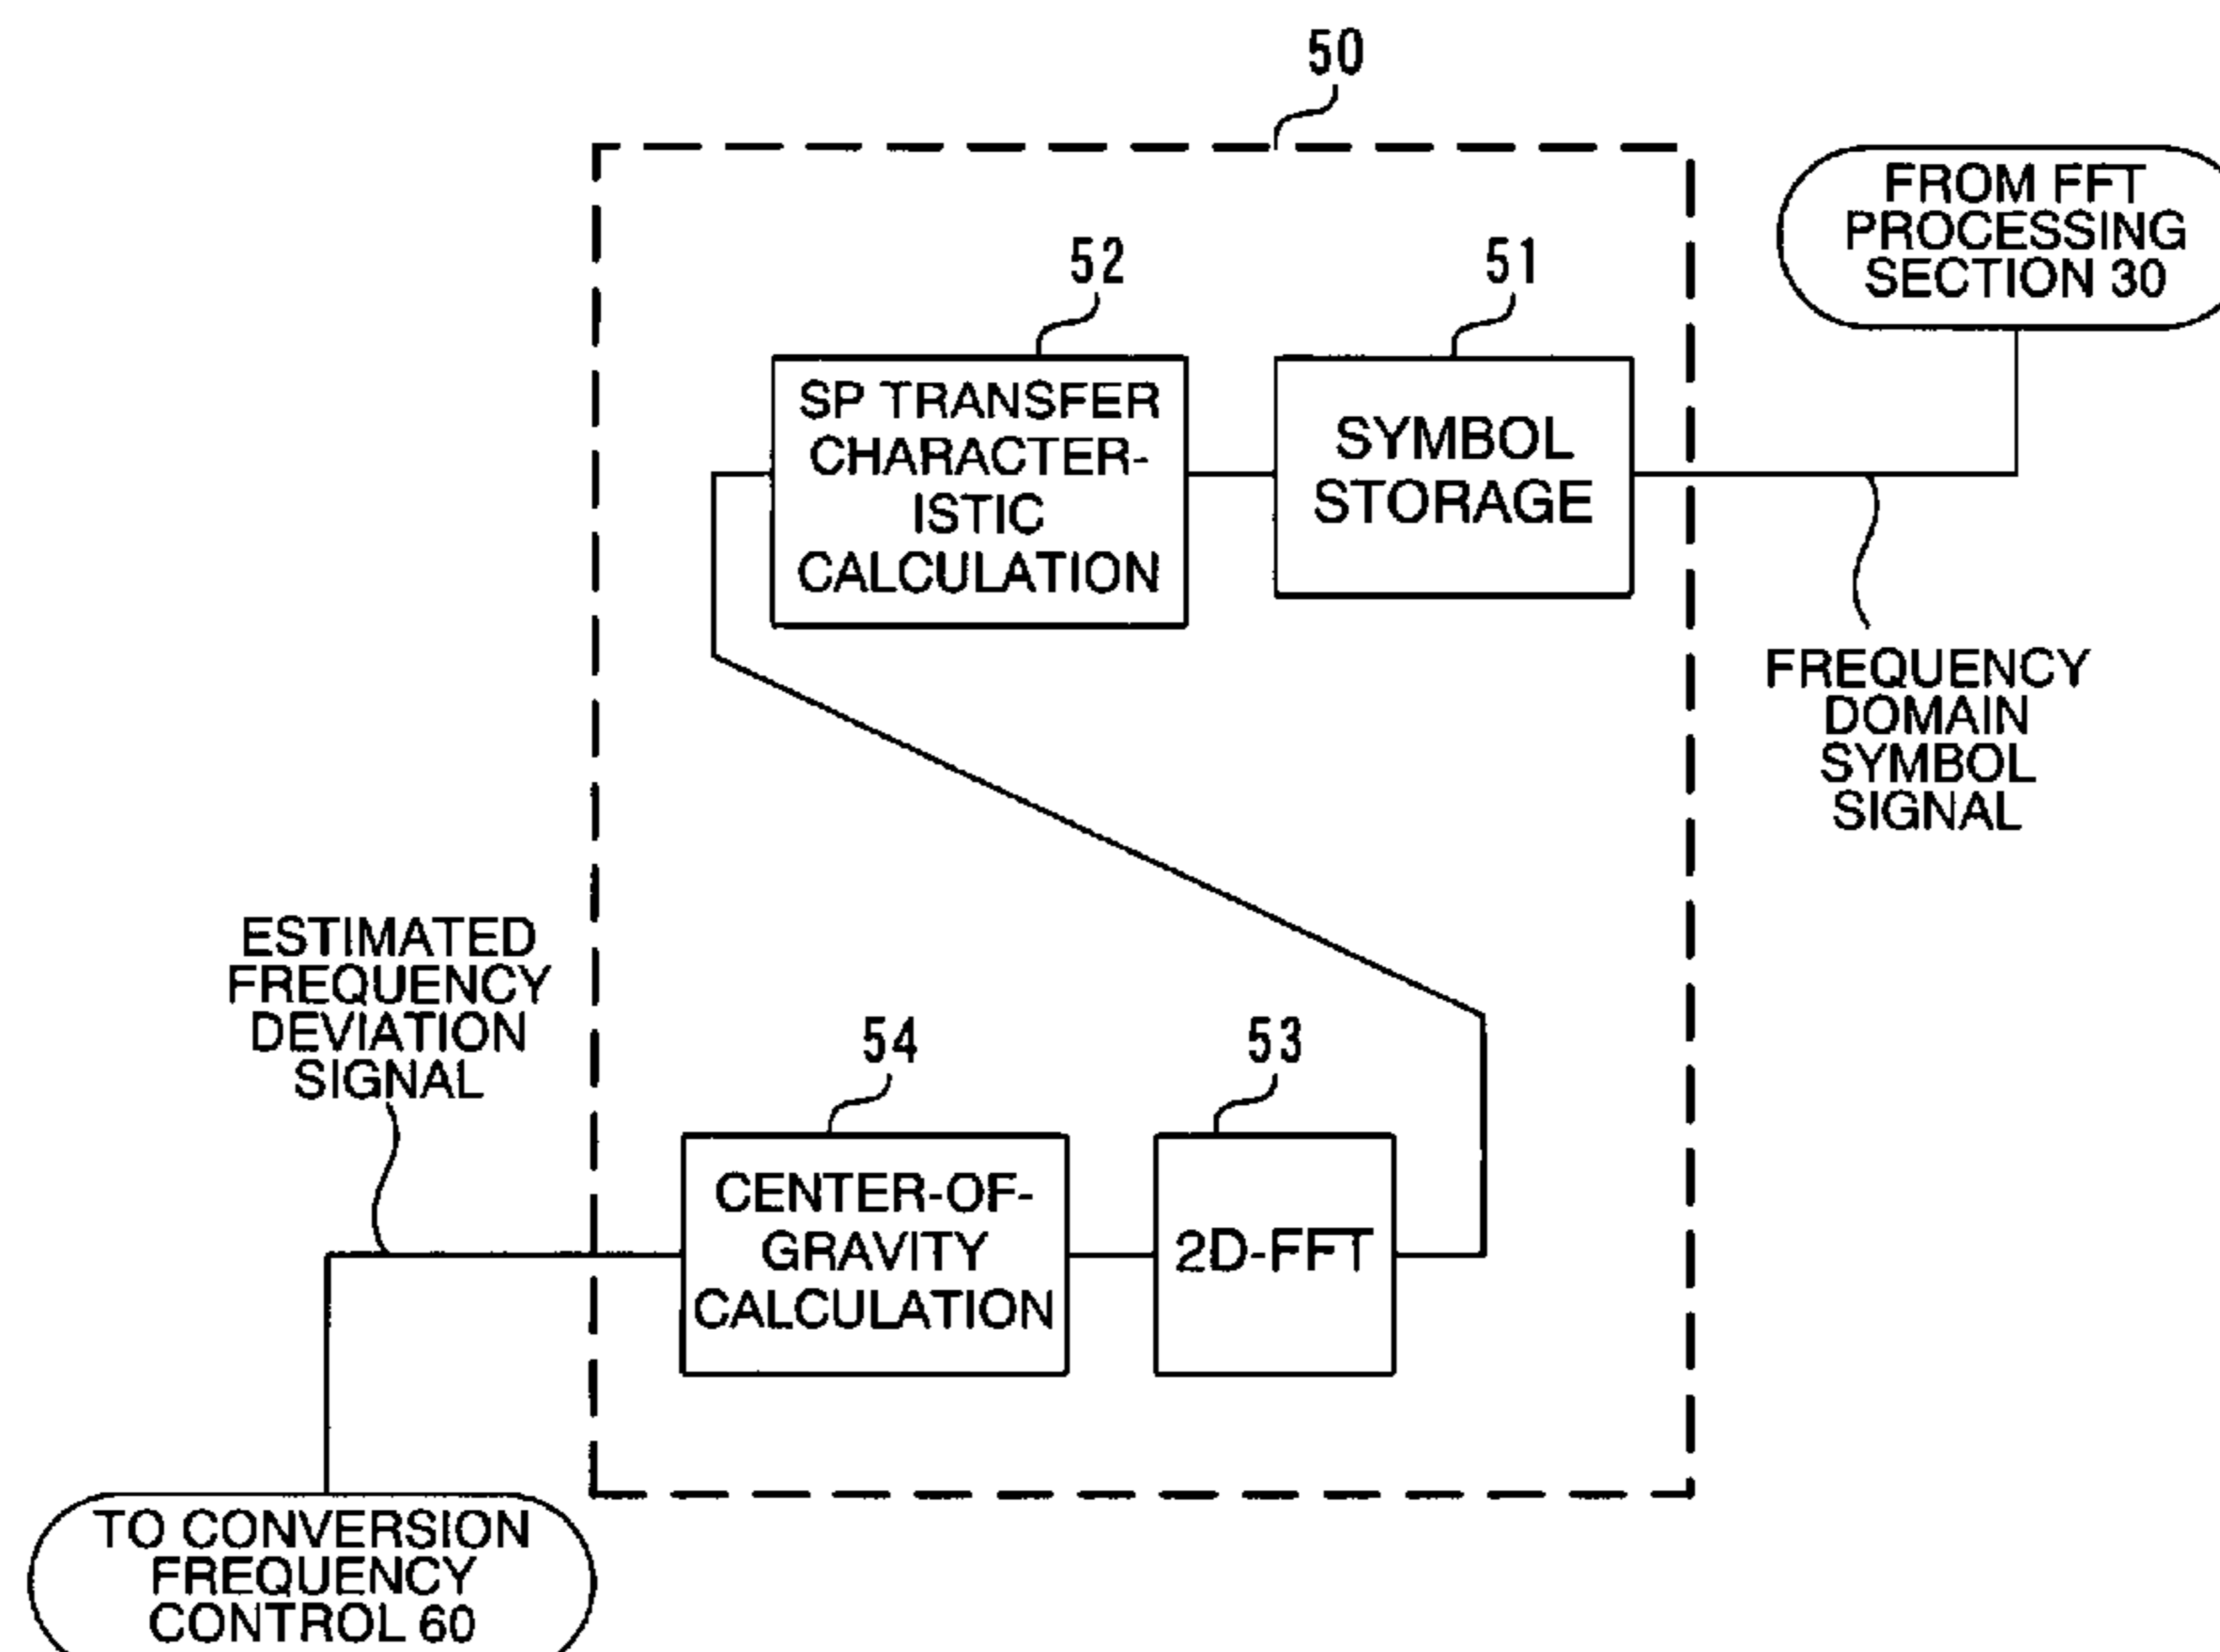 50
FROM FFT
PROCESSING
SECTION 30
52
51
SP TRANSFER
CHARACTER-
ISTIC
CALCULATION
SYMBOL
STORAGE
FREQUENCY
DOMAIN
SYMBOL
SIGNAL
ESTIMATED
FREQUENCY
DEVIATION
SIGNAL
54
53
CENTER-OF-
GRAVITY
CALCULATION
2D-FFT
TO CONVERSION
FREQUENCY
CONTROL 60